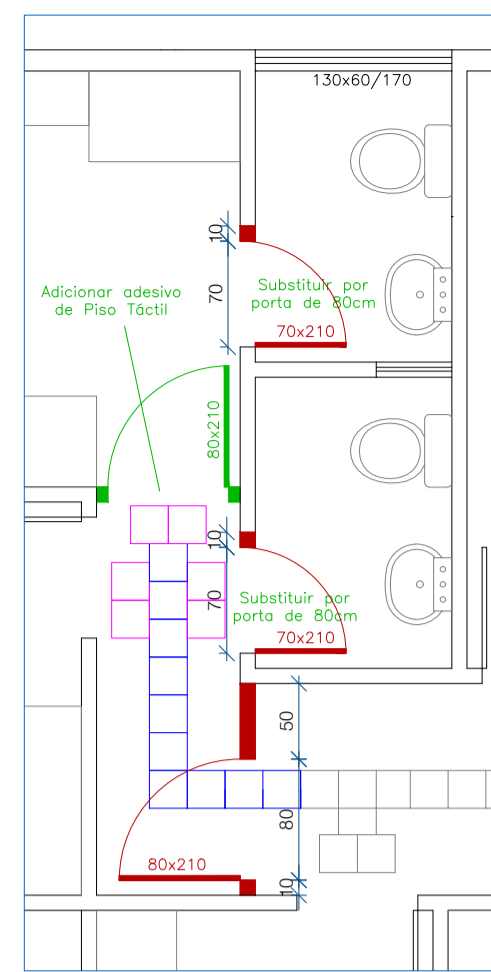 130x60/170
10
70
Substituir por
porta de 80cm
70x210
Adicionar adesivo
de Piso Táctil
80x210
10
70
Substituir por
porta de 80cm
70x210
50
80
80x210
10